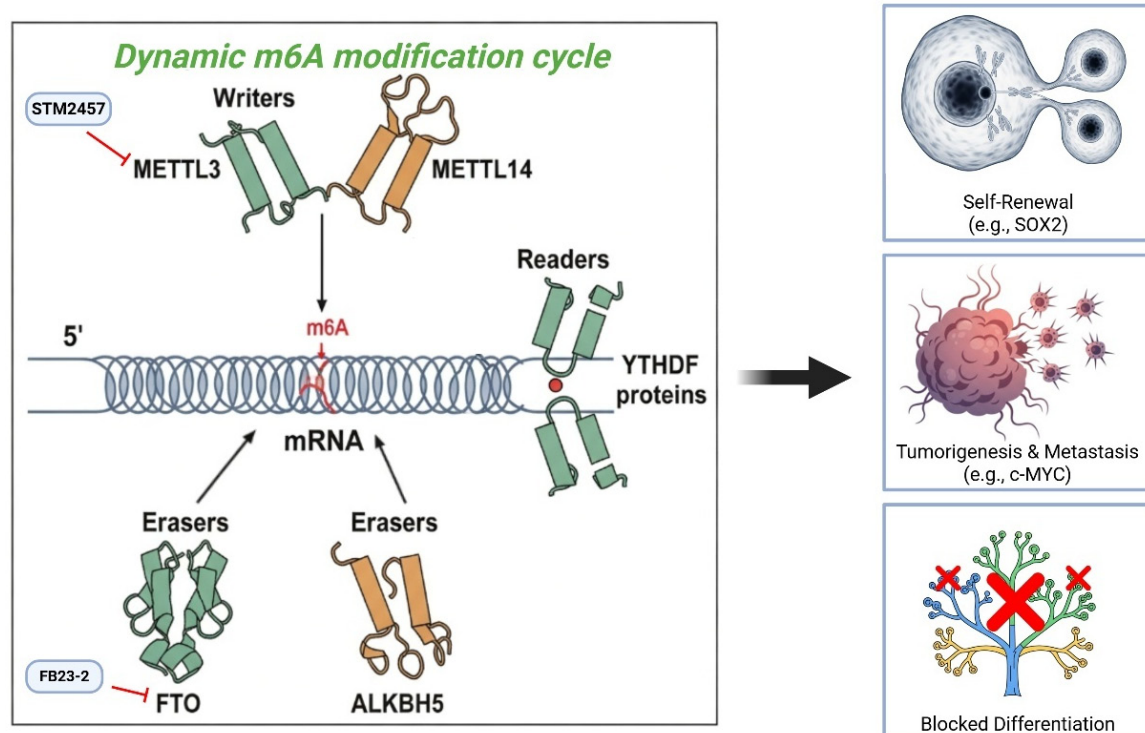 Dynamic m6A modification cycle
STM2457
Writers
METTL3
METTL14
Readers
m6A
5'
YTHDF
proteins
mRNA
Erasers
Erasers
FB23-2
FTO
ALKBH5
Self-Renewal
(e.g., SOX2)
Tumorigenesis & Metastasis
(e.g., c-MYC)
Blocked Differentiation